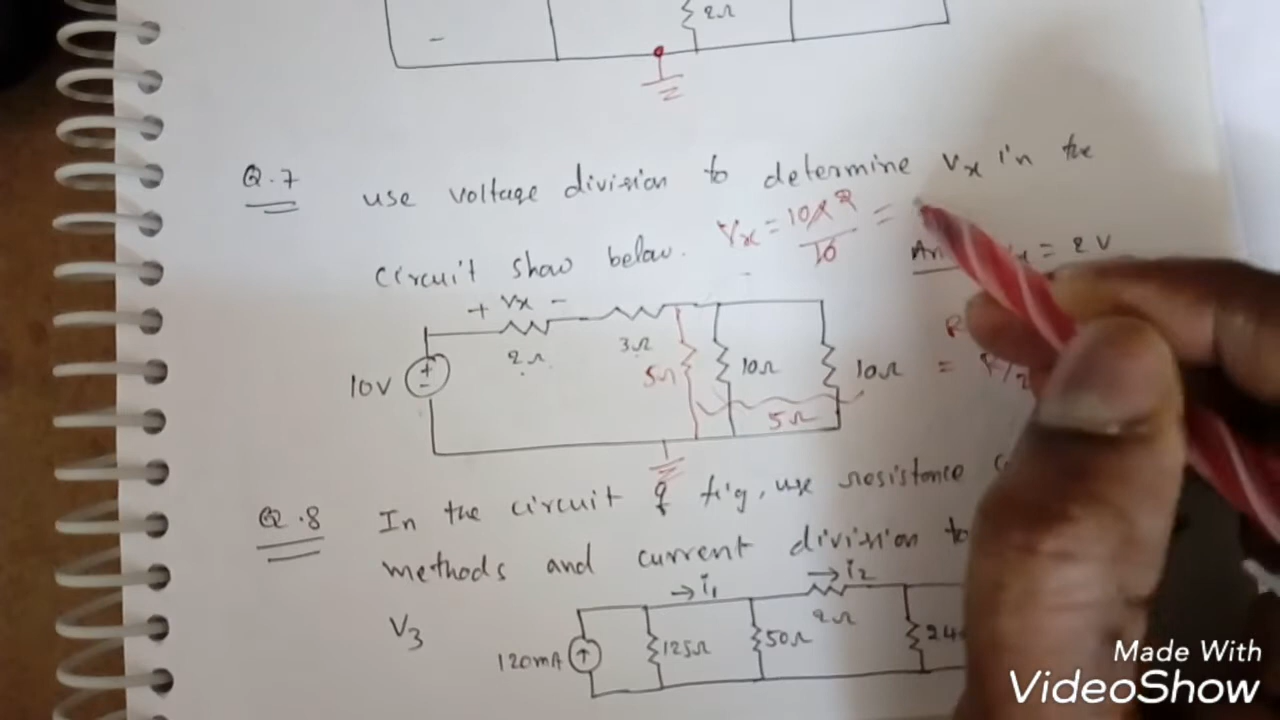 2Ω
Q.7 use voltage division to determine Vx in the
circuit show below. Vx = 10x2/10 =
= 2V
+ Vx -
2Ω 3Ω
10V 5Ω 10Ω 10Ω = R/2
5Ω
Q.8 In the circuit of fig, use resistance
methods and current division to
i1 i2
V3
2Ω
120mA 125Ω 50Ω
Made With
VideoShow